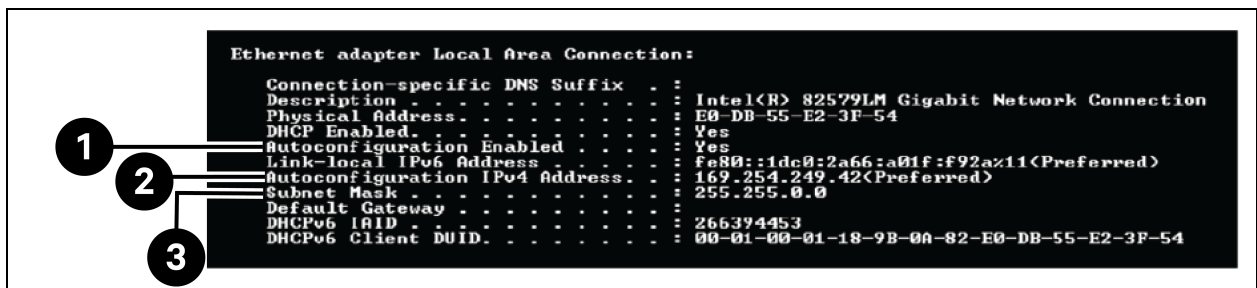 Ethernet adapter Local Area Connection:
Connection-specific DNS Suffix . :
Description . . . . . . . . . . . : Intel(R) 82579LM Gigabit Network Connection
Physical Address. . . . . . . . . : E0-DB-55-E2-3F-54
DHCP Enabled. . . . . . . . . . . : Yes
1 Autoconfiguration Enabled . . . . : Yes
Link-local IPv6 Address . . . . . : fe80::1dc0:2a66:a01f:f92a%11(Preferred)
2 Autoconfiguration IPv4 Address. . : 169.254.249.42(Preferred)
3 Subnet Mask . . . . . . . . . . . : 255.255.0.0
Default Gateway . . . . . . . . . :
DHCPv6 IAID . . . . . . . . . . . : 266394453
DHCPv6 Client DUID. . . . . . . . : 00-01-00-01-18-9B-0A-82-E0-DB-55-E2-3F-54